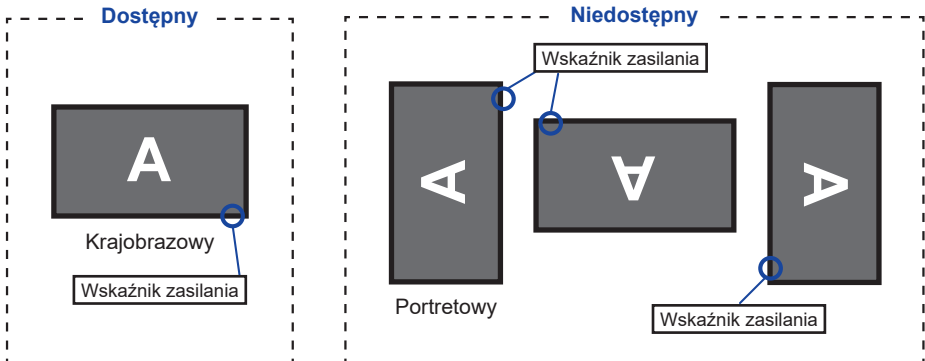 Dostępny
A
Krajobrazowy
Wskaźnik zasilania
Niedostępny
Wskaźnik zasilania
A
A
A
Portretowy
Wskaźnik zasilania